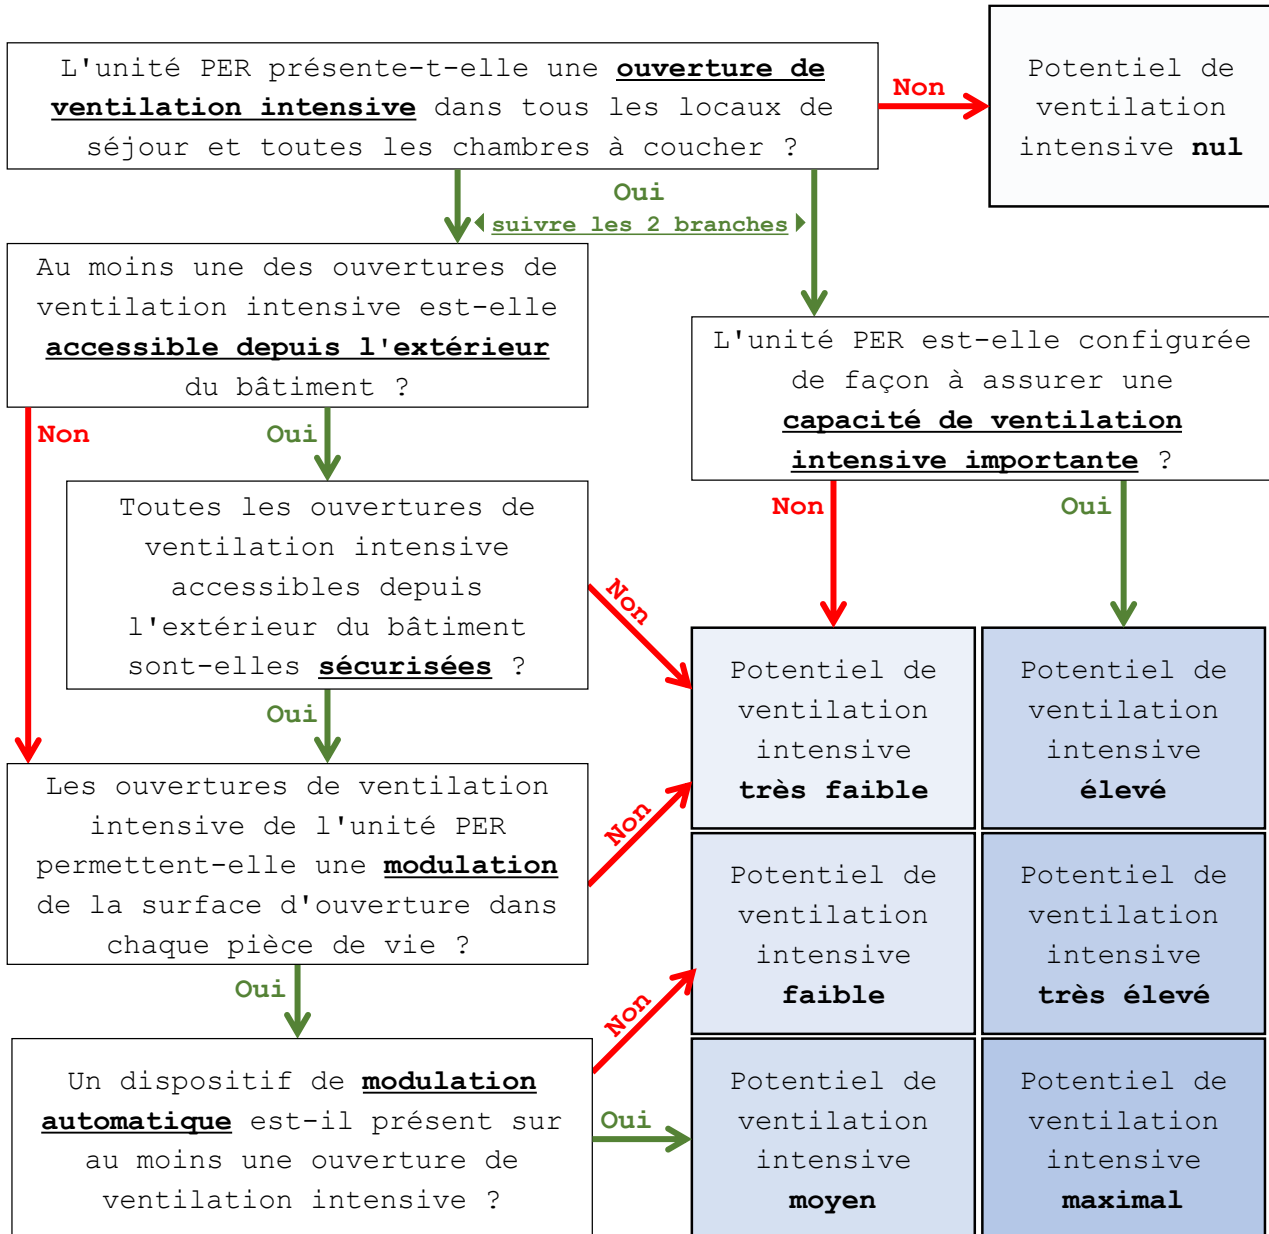 L'unité PER présente-t-elle une ouverture de
ventilation intensive dans tous les locaux de
séjour et toutes les chambres à coucher ?
Non
Potentiel de
ventilation
intensive nul
Oui
suivre les 2 branches
Au moins une des ouvertures de
ventilation intensive est-elle
accessible depuis l'extérieur
du bâtiment ?
L'unité PER est-elle configurée
de façon à assurer une
capacité de ventilation
intensive importante ?
Non
Oui
Non
Oui
Toutes les ouvertures de
ventilation intensive
accessibles depuis
l'extérieur du bâtiment
sont-elles sécurisées ?
Non
Oui
Potentiel de
ventilation
intensive
très faible
Potentiel de
ventilation
intensive
élevé
Les ouvertures de ventilation
intensive de l'unité PER
permettent-elle une modulation
de la surface d'ouverture dans
chaque pièce de vie ?
Non
Oui
Potentiel de
ventilation
intensive
faible
Potentiel de
ventilation
intensive
très élevé
Un dispositif de modulation
automatique est-il présent sur
au moins une ouverture de
ventilation intensive ?
Non
Oui
Potentiel de
ventilation
intensive
moyen
Potentiel de
ventilation
intensive
maximal